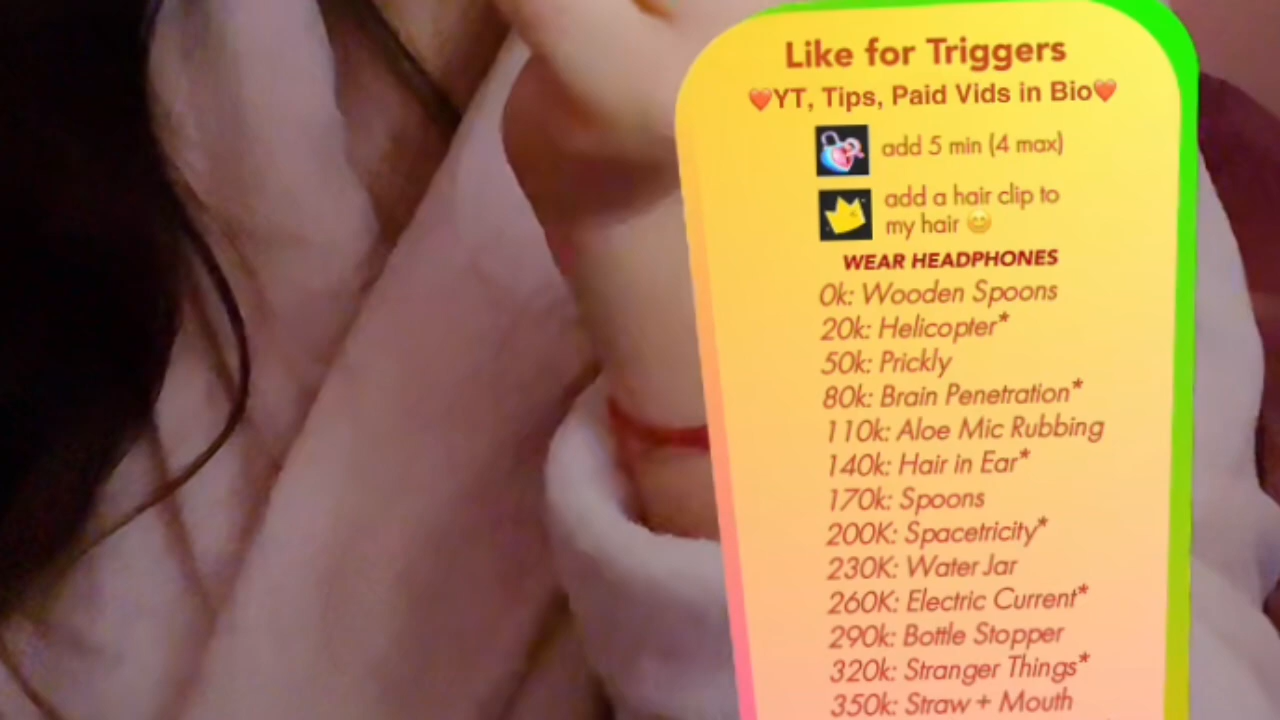 Like for Triggers
❤️YT, Tips, Paid Vids in Bio❤️
add 5 min (4 max)
add a hair clip to
my hair 😊
WEAR HEADPHONES
0k: Wooden Spoons
20k: Helicopter*
50k: Prickly
80k: Brain Penetration*
110k: Aloe Mic Rubbing
140k: Hair in Ear*
170k: Spoons
200K: Spacetricity*
230K: Water Jar
260K: Electric Current*
290k: Bottle Stopper
320k: Stranger Things*
350k: Straw + Mouth